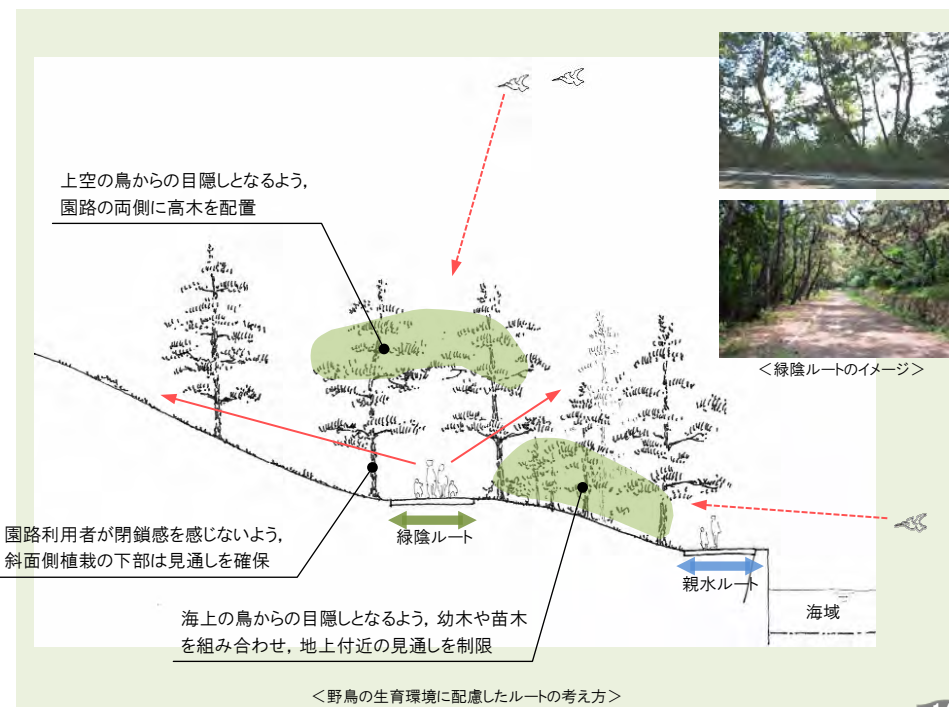 上空の鳥からの目隠しとなるよう，
園路の両側に高木を配置
＜緑陰ルートのイメージ＞
園路利用者が閉鎖感を感じないよう，
斜面側植栽の下部は見通しを確保
緑陰ルート
親水ルート
海域
海上の鳥からの目隠しとなるよう，幼木や苗木
を組み合わせ，地上付近の見通しを制限
＜野鳥の生育環境に配慮したルートの考え方＞